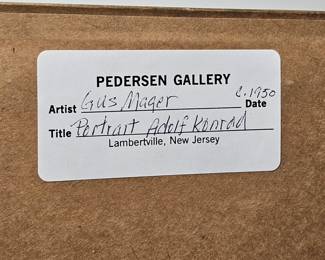 PEDERSEN GALLERY
Artist Gus Mager c.1950 Date
Title Portrait Adolf Konrad
Lambertville, New Jersey